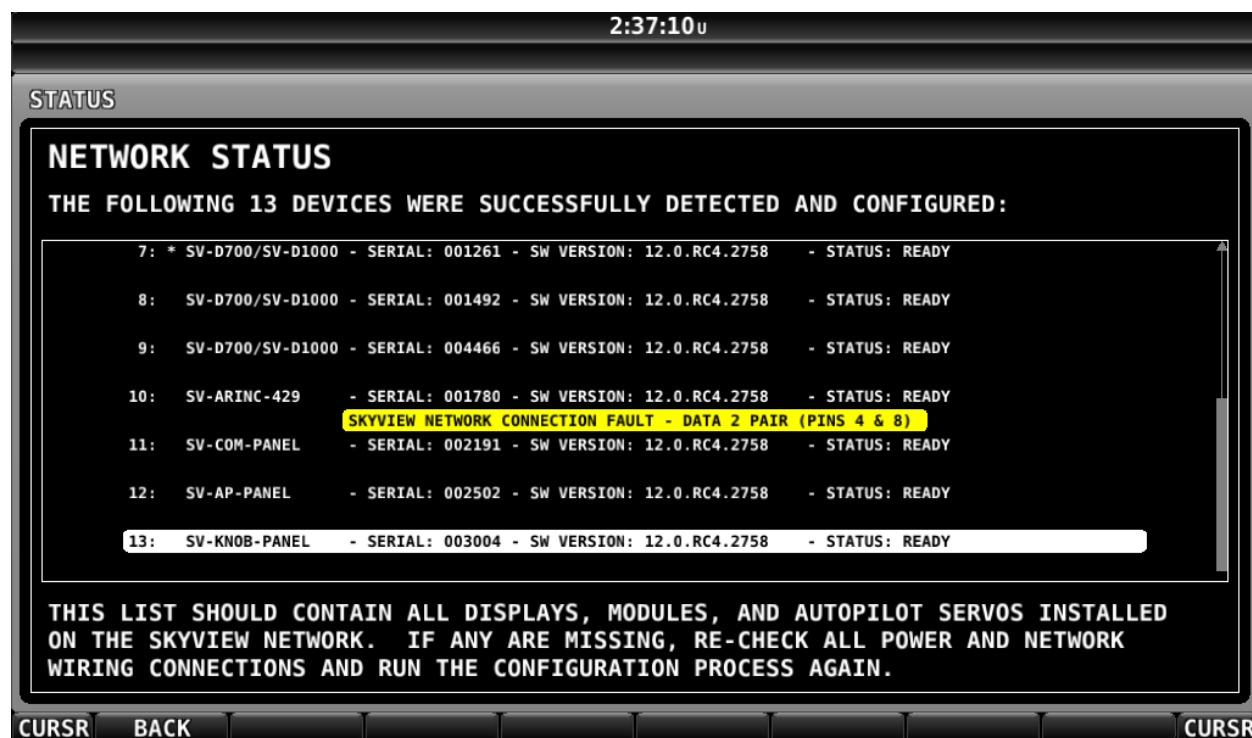 2:37:10U
STATUS
NETWORK STATUS
THE FOLLOWING 13 DEVICES WERE SUCCESSFULLY DETECTED AND CONFIGURED:
7: * SV-D700/SV-D1000 - SERIAL: 001261 - SW VERSION: 12.0.RC4.2758 - STATUS: READY
8: SV-D700/SV-D1000 - SERIAL: 001492 - SW VERSION: 12.0.RC4.2758 - STATUS: READY
9: SV-D700/SV-D1000 - SERIAL: 004466 - SW VERSION: 12.0.RC4.2758 - STATUS: READY
10: SV-ARINC-429 - SERIAL: 001780 - SW VERSION: 12.0.RC4.2758 - STATUS: READY
SKYVIEW NETWORK CONNECTION FAULT - DATA 2 PAIR (PINS 4 & 8)
11: SV-COM-PANEL - SERIAL: 002191 - SW VERSION: 12.0.RC4.2758 - STATUS: READY
12: SV-AP-PANEL - SERIAL: 002502 - SW VERSION: 12.0.RC4.2758 - STATUS: READY
13: SV-KNOB-PANEL - SERIAL: 003004 - SW VERSION: 12.0.RC4.2758 - STATUS: READY
THIS LIST SHOULD CONTAIN ALL DISPLAYS, MODULES, AND AUTOPILOT SERVOS INSTALLED
ON THE SKYVIEW NETWORK. IF ANY ARE MISSING, RE-CHECK ALL POWER AND NETWORK
WIRING CONNECTIONS AND RUN THE CONFIGURATION PROCESS AGAIN.
CURSR BACK CURSR